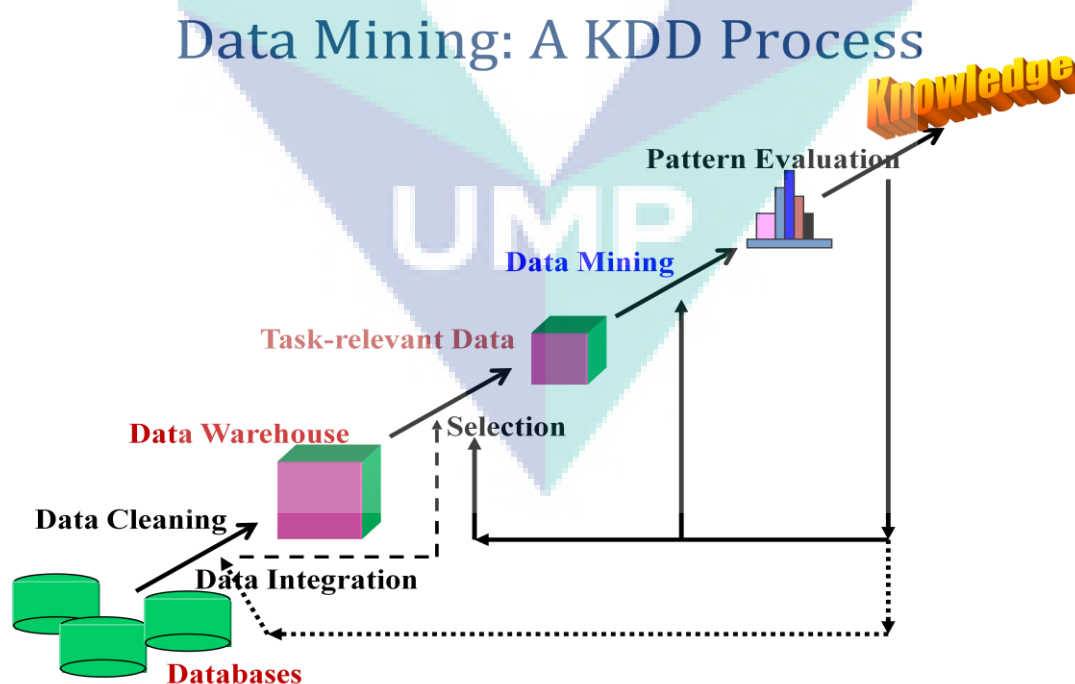 Data Mining: A KDD Process
Knowledge
Pattern Evaluation
UMP
Data Mining
Task-relevant Data
Selection
Data Warehouse
Data Cleaning
Data Integration
Databases